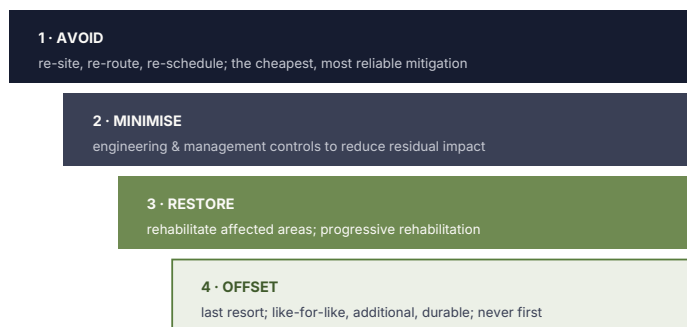 1 · AVOID
re-site, re-route, re-schedule; the cheapest, most reliable mitigation
2 · MINIMISE
engineering & management controls to reduce residual impact
3 · RESTORE
rehabilitate affected areas; progressive rehabilitation
4 · OFFSET
last resort; like-for-like, additional, durable; never first